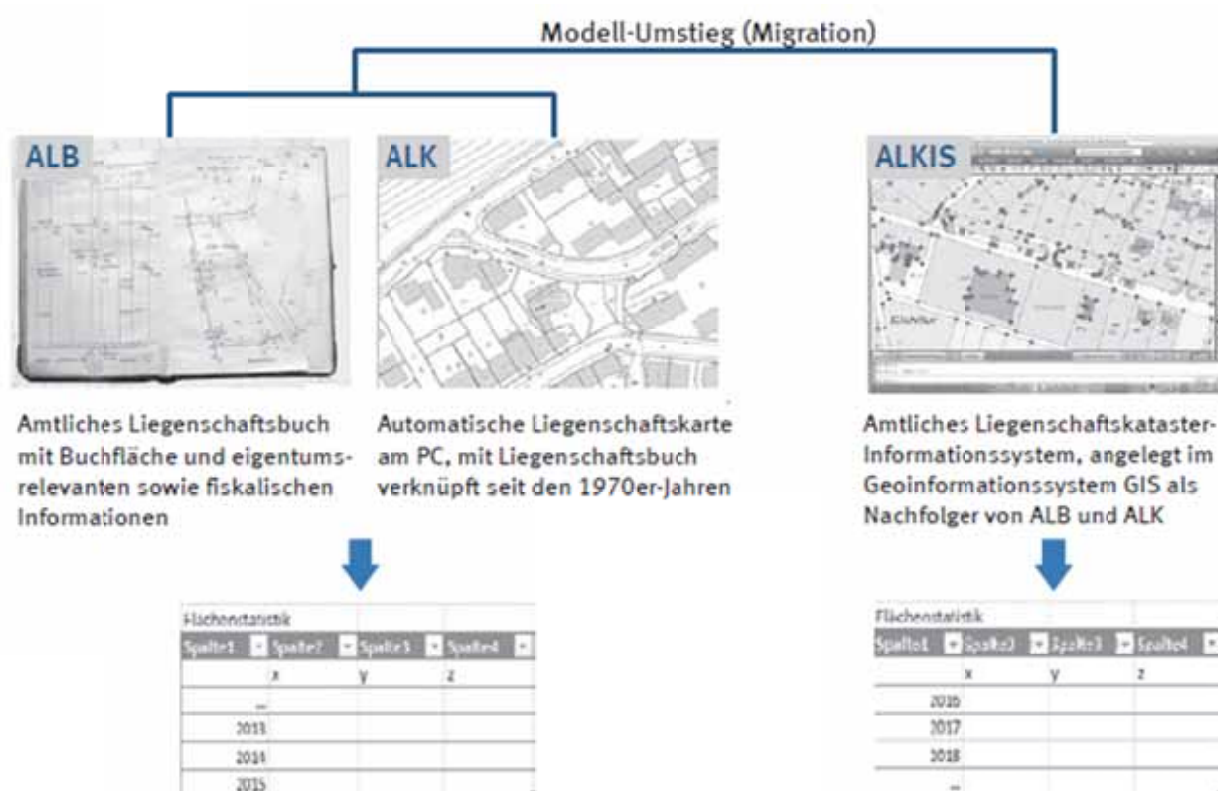 Modell-Umstieg (Migration)
ALB
ALK
ALKIS
Amtliches Liegenschaftsbuch
mit Buchfläche und eigentums-
relevanten sowie fiskalischen
Informationen
Automatische Liegenschaftskarte
am PC, mit Liegenschaftsbuch
verknüpft seit den 1970er-Jahren
Amtliches Liegenschaftskataster-
Informationssystem, angelegt im
Geoinformationssystem GIS als
Nachfolger von ALB und ALK
Flächenstatistik
Spalte1 Spalte2 Spalte3 Spalte4
x y z
...
2013
2014
2015
Flächenstatistik
Spalte1 Spalte2 Spalte3 Spalte4
x y z
2016
2017
2018
...